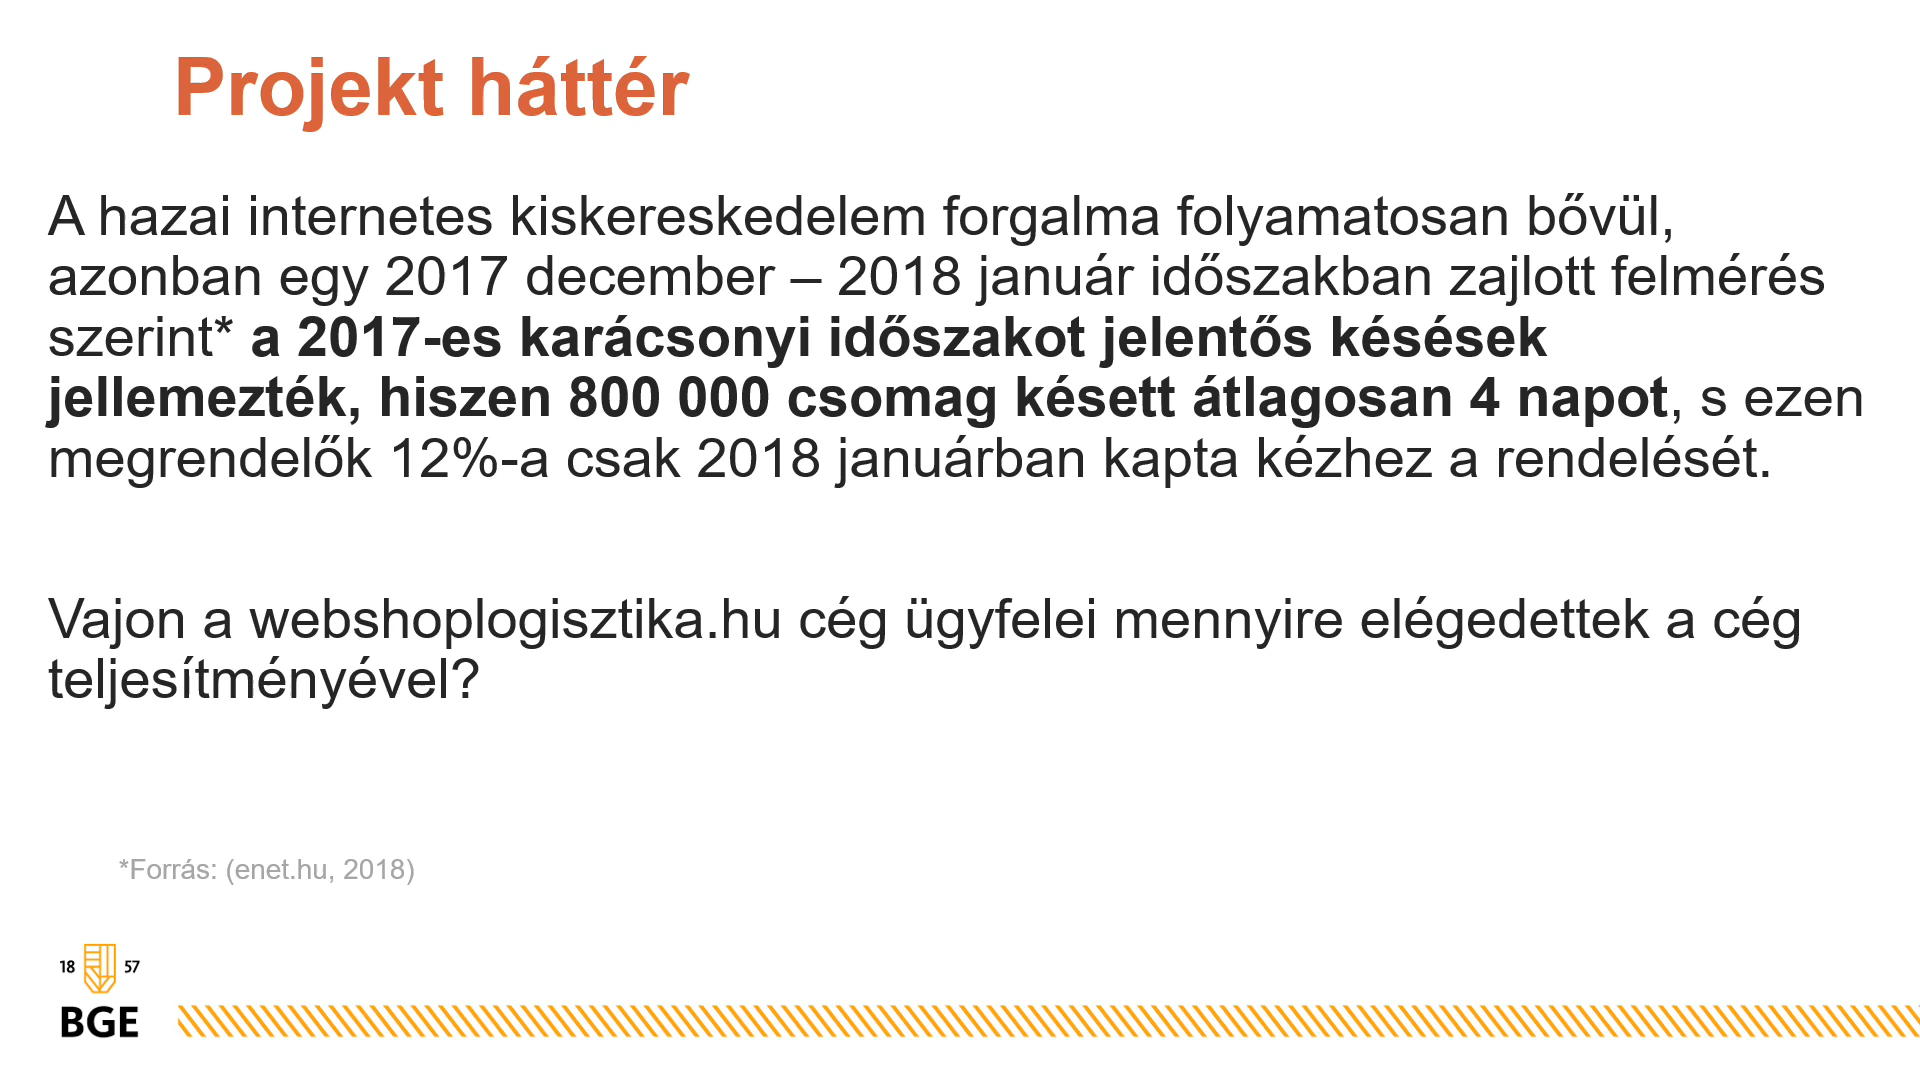 Projekt háttér
A hazai internetes kiskereskedelem forgalma folyamatosan bővül,
azonban egy 2017 december – 2018 január időszakban zajlott felmérés
szerint* a 2017-es karácsonyi időszakot jelentős késések
jellemezték, hiszen 800 000 csomag késett átlagosan 4 napot, s ezen
megrendelők 12%-a csak 2018 januárban kapta kézhez a rendelését.
Vajon a webshoplogisztika.hu cég ügyfelei mennyire elégedettek a cég
teljesítményével?
*Forrás: (enet.hu, 2018)
18 57
BGE